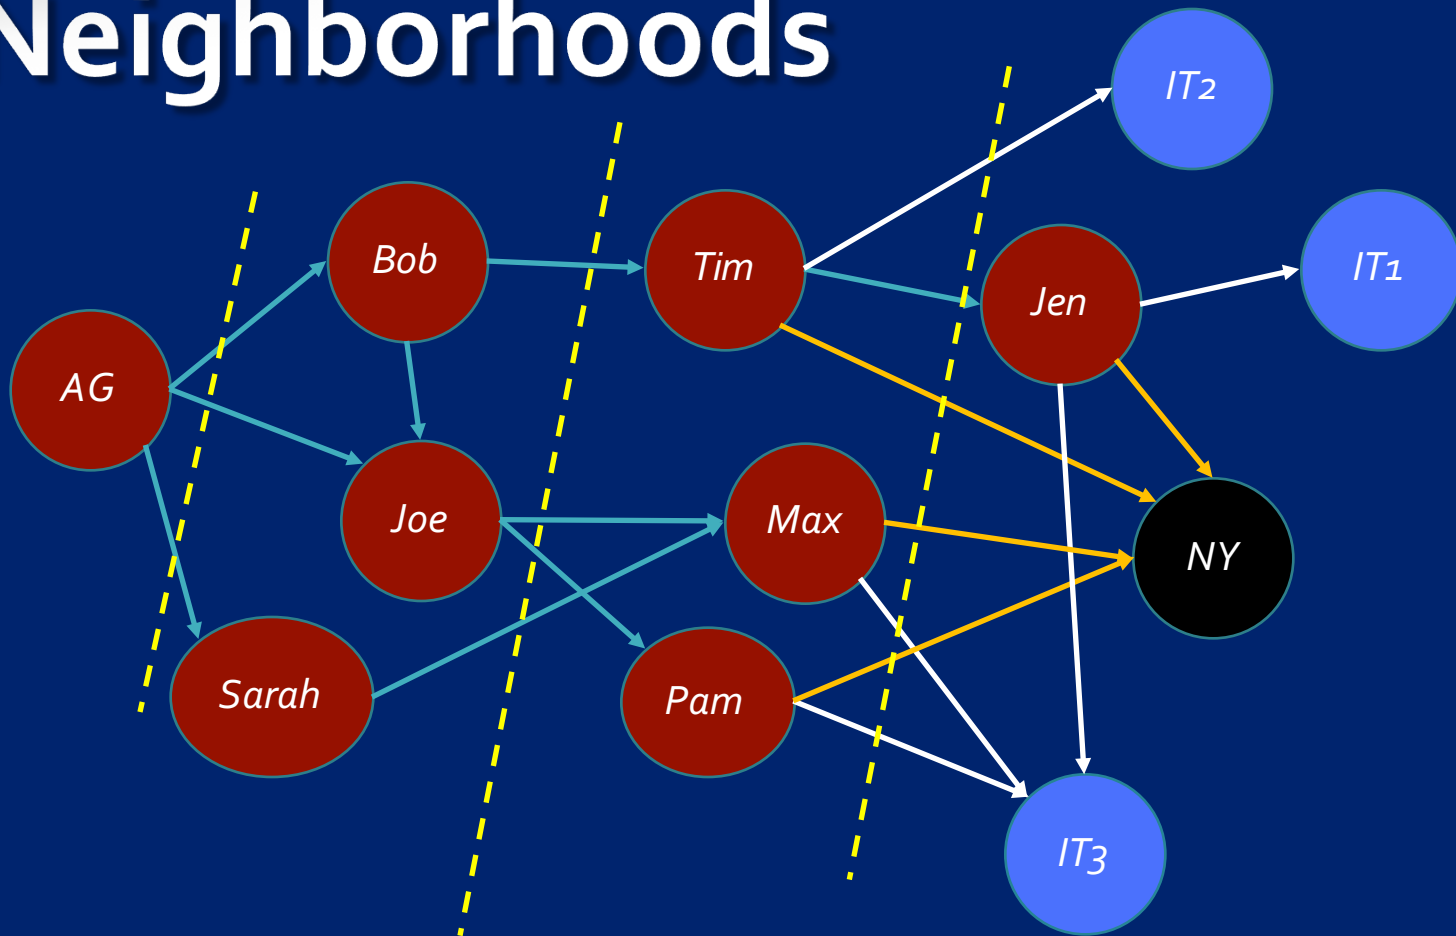 Neighborhoods
IT2
Bob
Tim
Jen
IT1
AG
Joe
Max
NY
Sarah
Pam
IT3